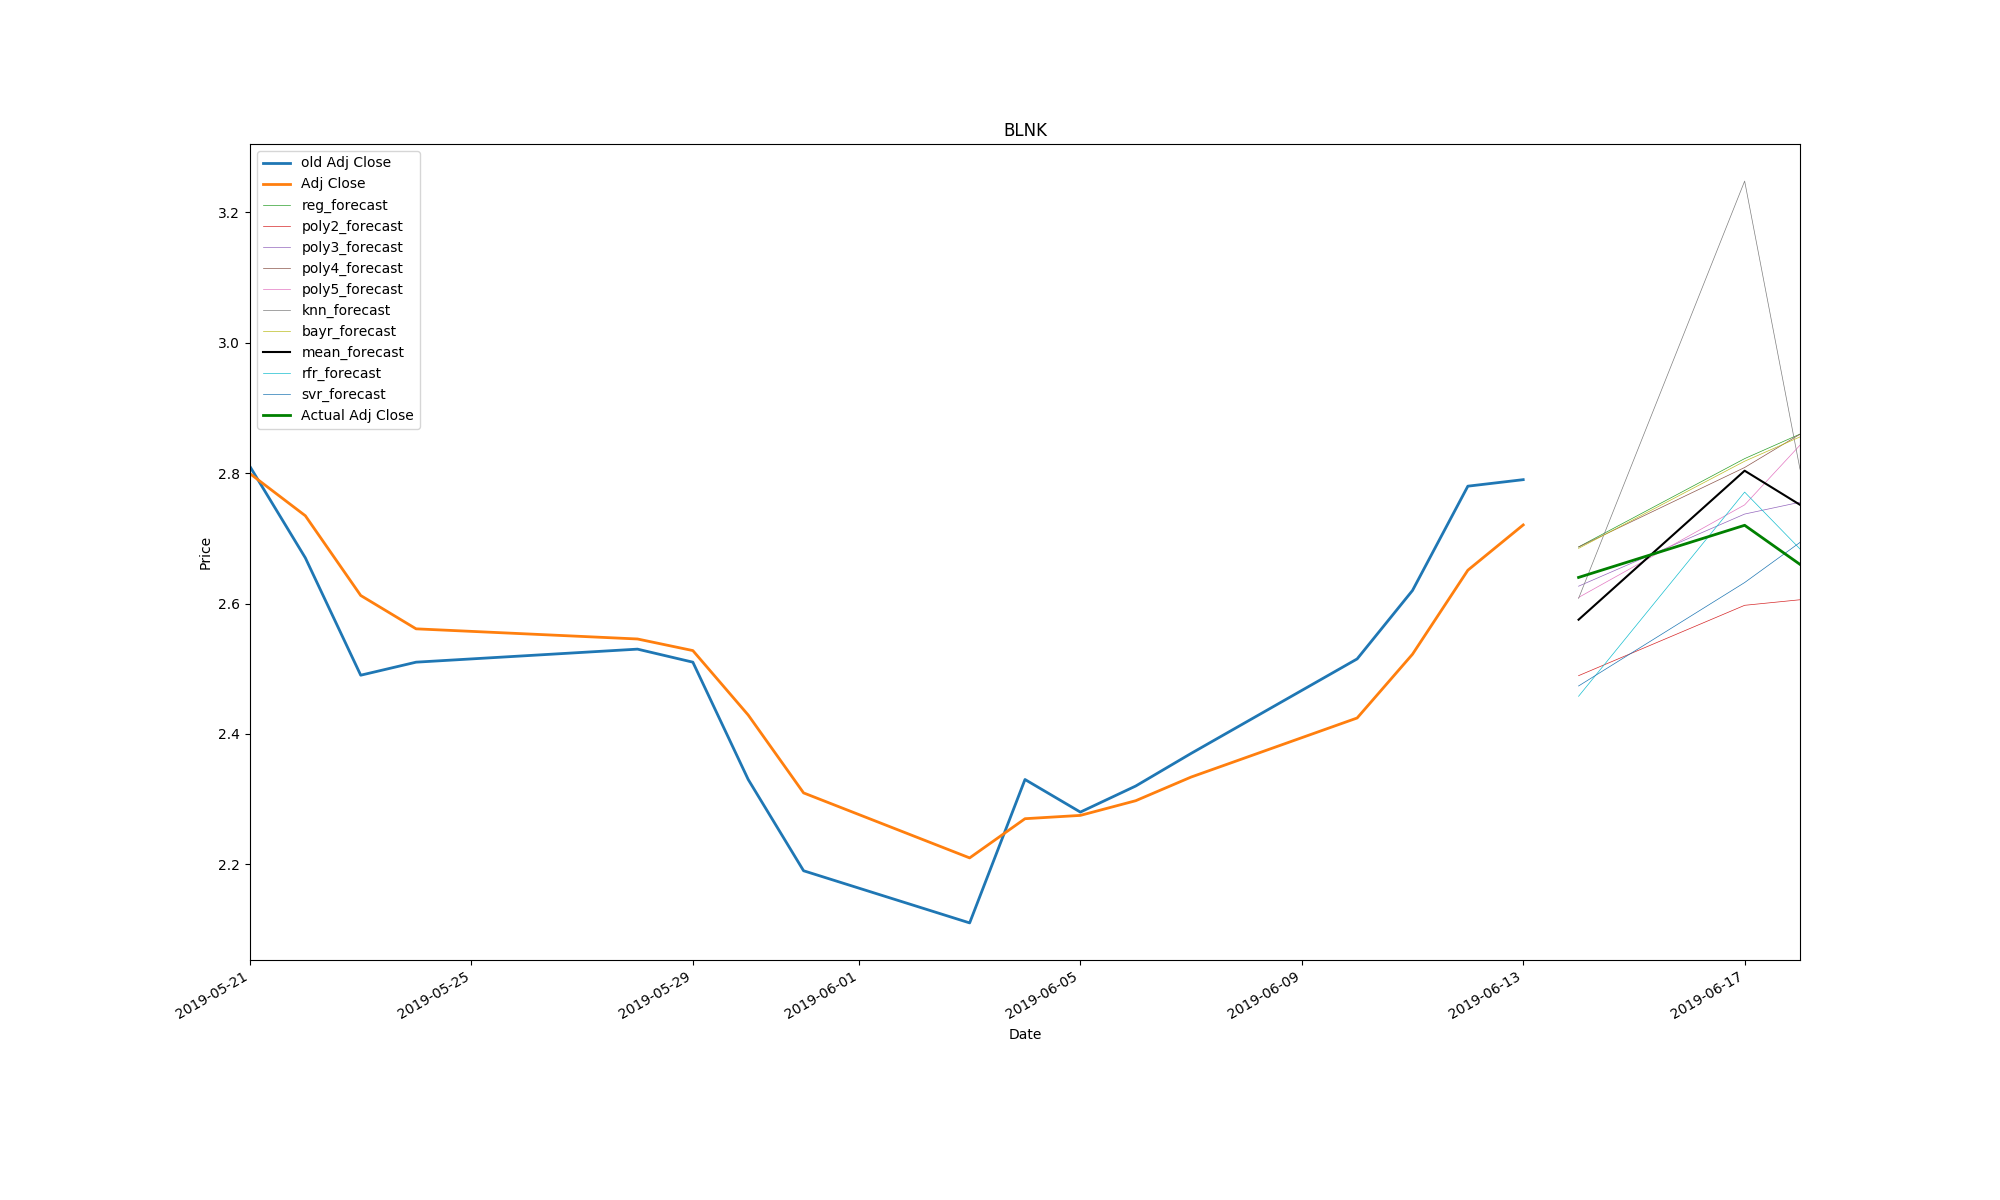 BLNK
old Adj Close
Adj Close
reg_forecast
poly2_forecast
poly3_forecast
poly4_forecast
poly5_forecast
knn_forecast
bayr_forecast
mean_forecast
rfr_forecast
svr_forecast
Actual Adj Close
3.2
3.0
2.8
2.6
2.4
2.2
Price
2019-05-21
2019-05-25
2019-05-29
2019-06-01
2019-06-05
2019-06-09
2019-06-13
2019-06-17
Date